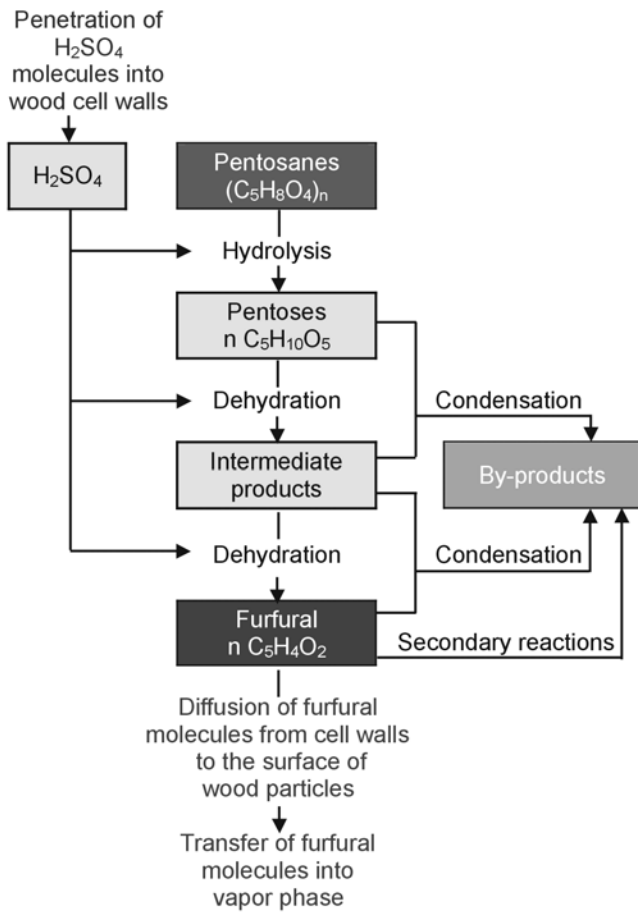 Penetration of
H₂SO₄
molecules into
wood cell walls
H₂SO₄
Pentosanes
(C₅H₈O₄)ₙ
Hydrolysis
Pentoses
n C₅H₁₀O₅
Dehydration
Condensation
Intermediate
products
By-products
Dehydration
Condensation
Furfural
n C₅H₄O₂
Secondary reactions
Diffusion of furfural
molecules from cell walls
to the surface of
wood particles
Transfer of furfural
molecules into
vapor phase